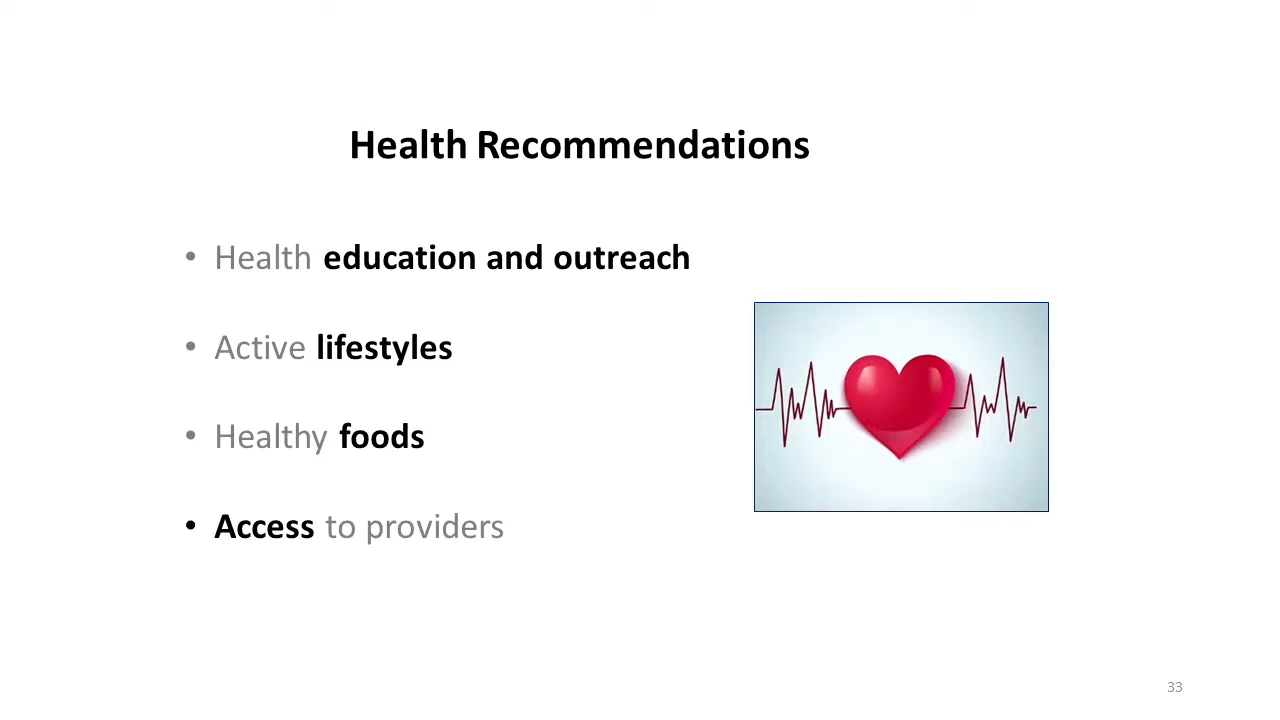 Health Recommendations
• Health education and outreach
• Active lifestyles
• Healthy foods
• Access to providers
33